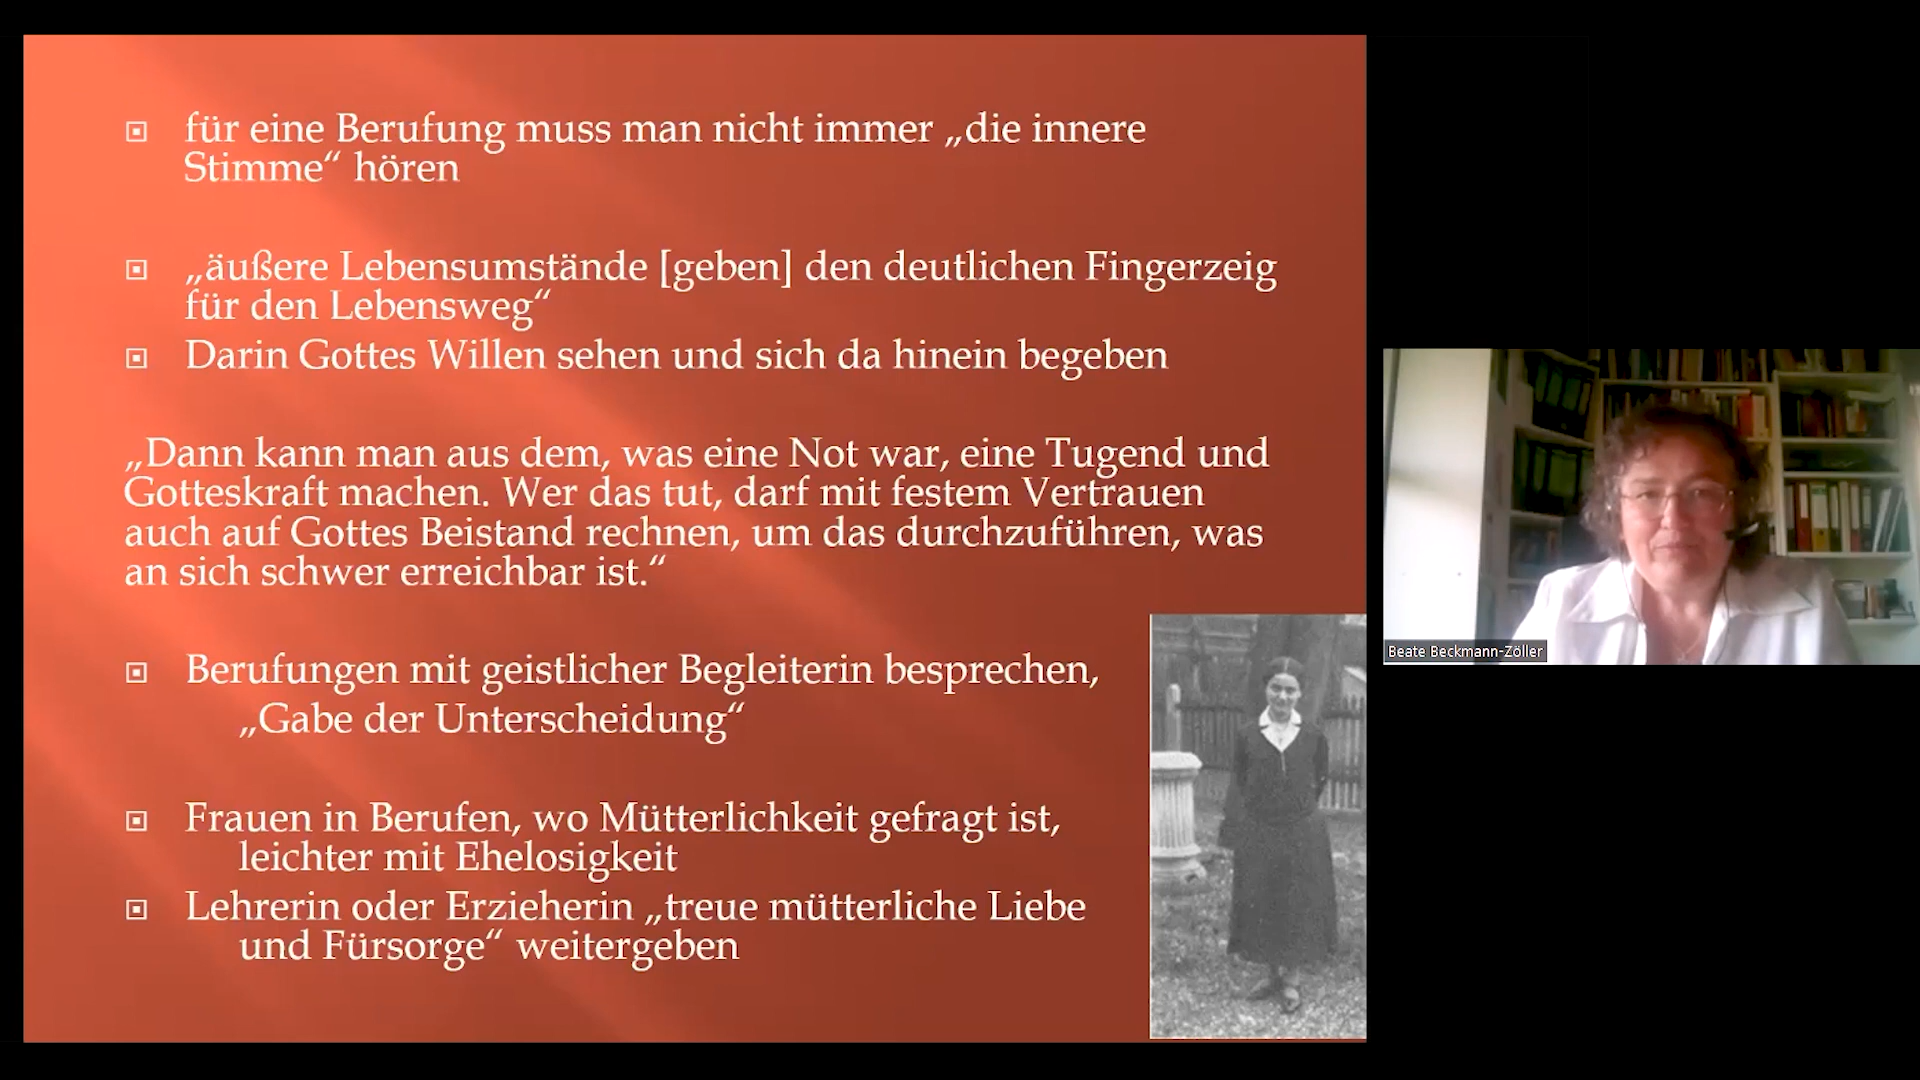 für eine Berufung muss man nicht immer „die innere
Stimme“ hören
„äußere Lebensumstände [geben] den deutlichen Fingerzeig
für den Lebensweg“
Darin Gottes Willen sehen und sich da hinein begeben
„Dann kann man aus dem, was eine Not war, eine Tugend und
Gotteskraft machen. Wer das tut, darf mit festem Vertrauen
auch auf Gottes Beistand rechnen, um das durchzuführen, was
an sich schwer erreichbar ist.“
Berufungen mit geistlicher Begleiterin besprechen,
„Gabe der Unterscheidung“
Frauen in Berufen, wo Mütterlichkeit gefragt ist,
leichter mit Ehelosigkeit
Lehrerin oder Erzieherin „treue mütterliche Liebe
und Fürsorge“ weitergeben
Beate Beckmann-Zöller